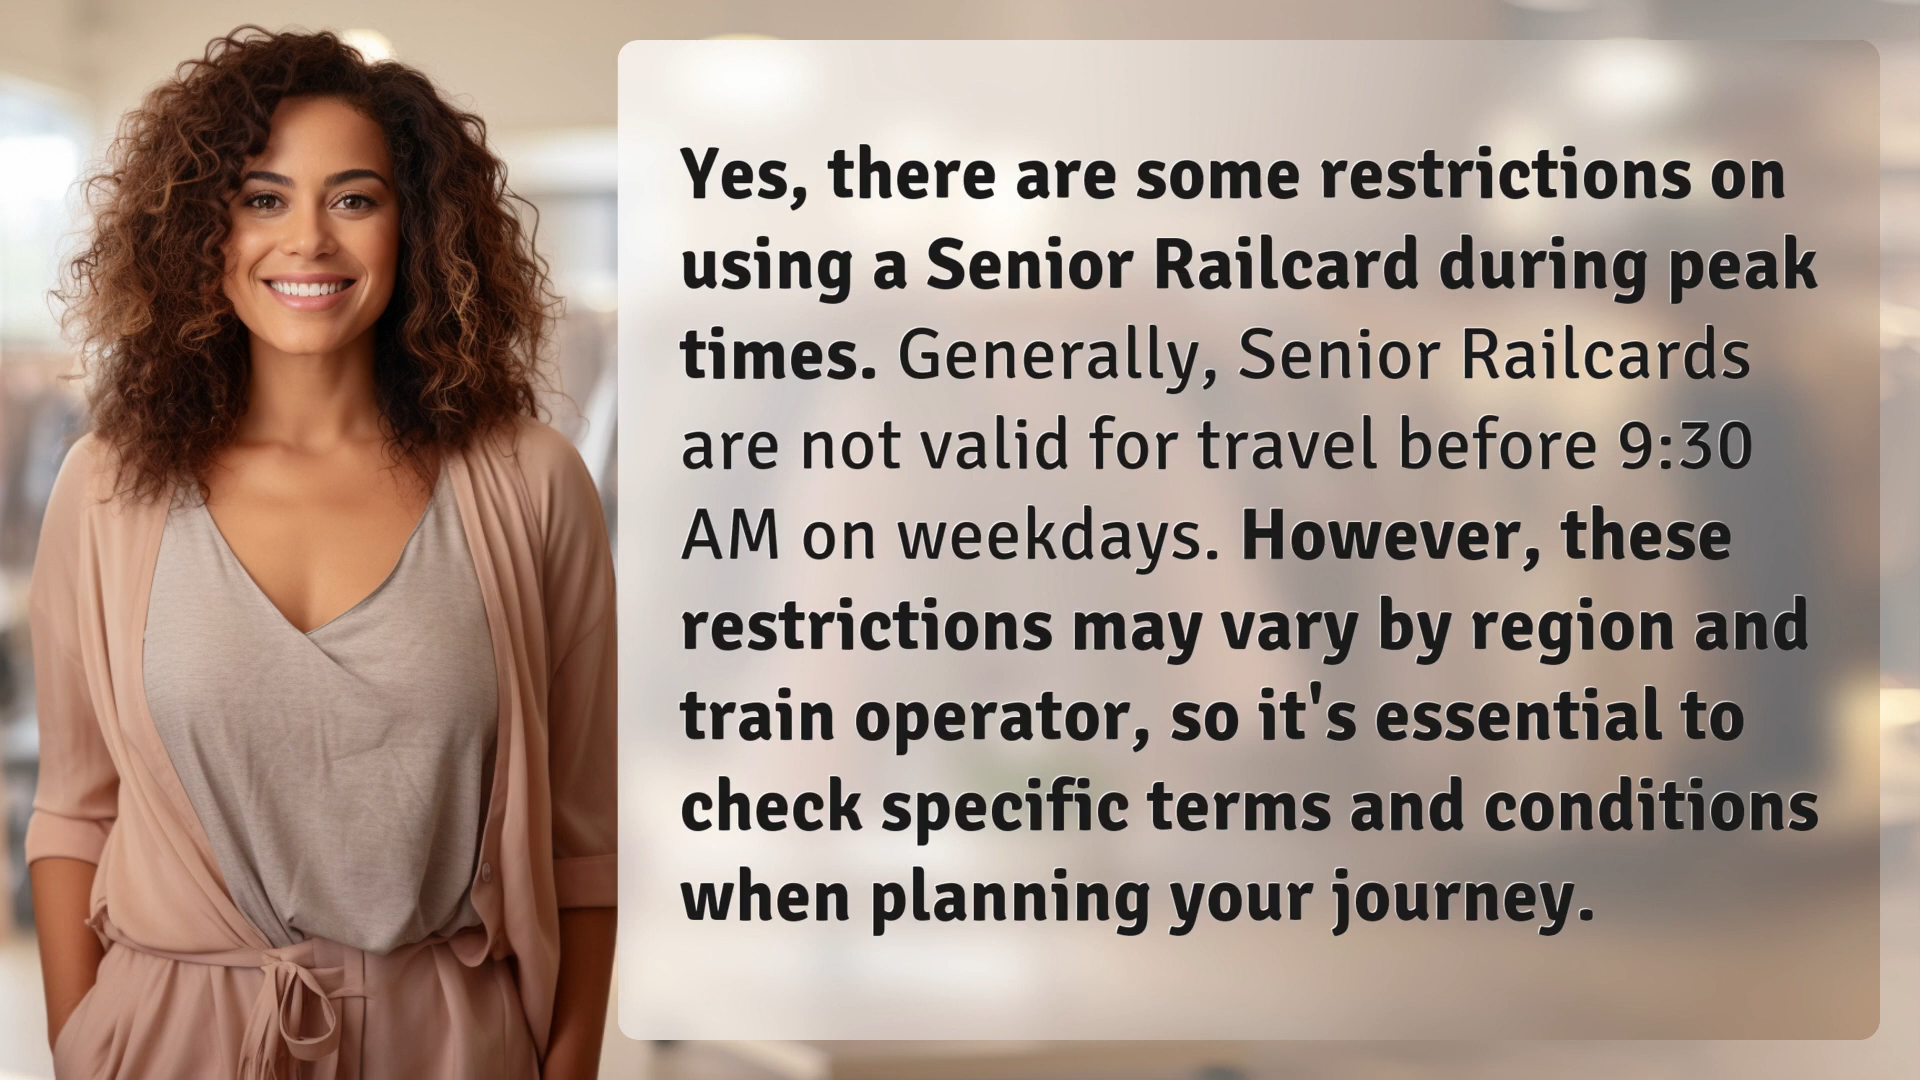 Yes, there are some restrictions on
using a Senior Railcard during peak
times. Generally, Senior Railcards
are not valid for travel before 9:30
AM on weekdays. However, these
restrictions may vary by region and
train operator, so it's essential to
check specific terms and conditions
when planning your journey.